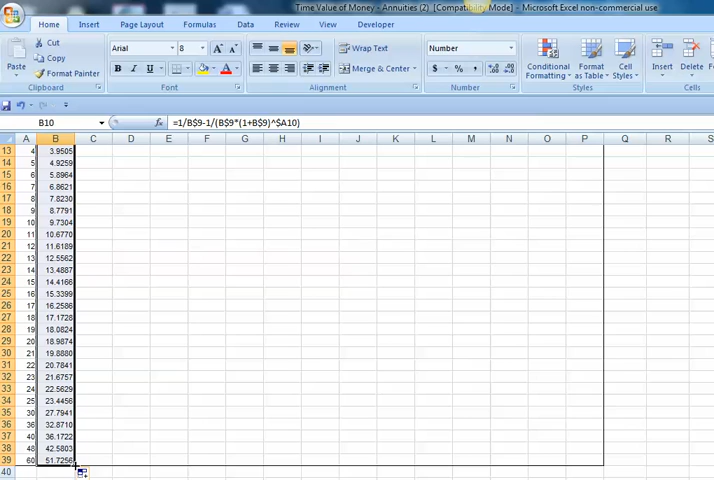 Time Value of Money - Annuities (2) [Compatibility Mode] - Microsoft Excel non-commercial use
Home Insert Page Layout Formulas Data Review View Developer
Cut
Copy
Format Painter
Paste
Clipboard
Arial 8 A A
B I U A
Font
Wrap Text
Merge & Center
Alignment
Number
$ % ,
Number
Conditional Formatting
Format as Table
Cell Styles
Styles
Insert Delete
Cells
B10 fx =1/B$9-1/(B$9*(1+B$9)^$A10)
A B C D E F G H I J K L M N O P Q R S
13 4 3.9505
14 5 4.9259
15 6 5.8964
16 7 6.8621
17 8 7.8230
18 9 8.7791
19 10 9.7304
20 11 10.6770
21 12 11.6189
22 13 12.5562
23 14 13.4887
24 15 14.4166
25 16 15.3399
26 17 16.2586
27 18 17.1728
28 19 18.0824
29 20 18.9874
30 21 19.8880
31 22 20.7841
32 23 21.6757
33 24 22.5629
34 25 23.4456
35 30 27.7941
36 36 32.8710
37 40 36.1722
38 48 42.5803
39 60 51.7256
40